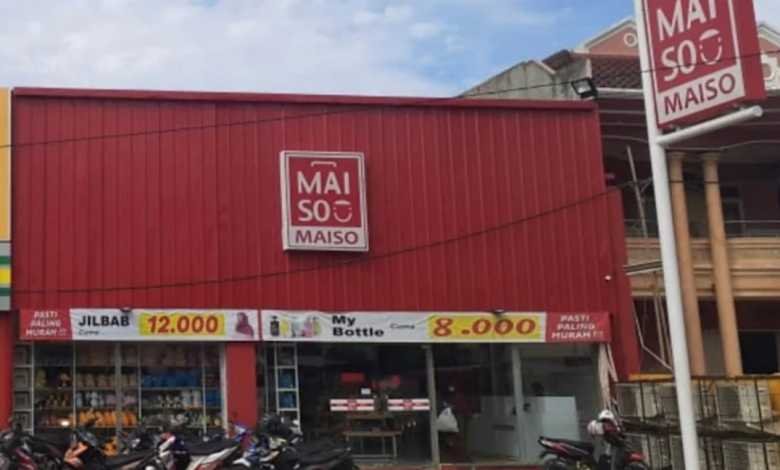 MAI
SO
MAISO
MAI
SO
MAISO
PASTI
PALING
MURAH !!!
JILBAB
Cuma
12.000
My
Bottle
Cuma
8.000
PASTI
PALING
MURAH !!!